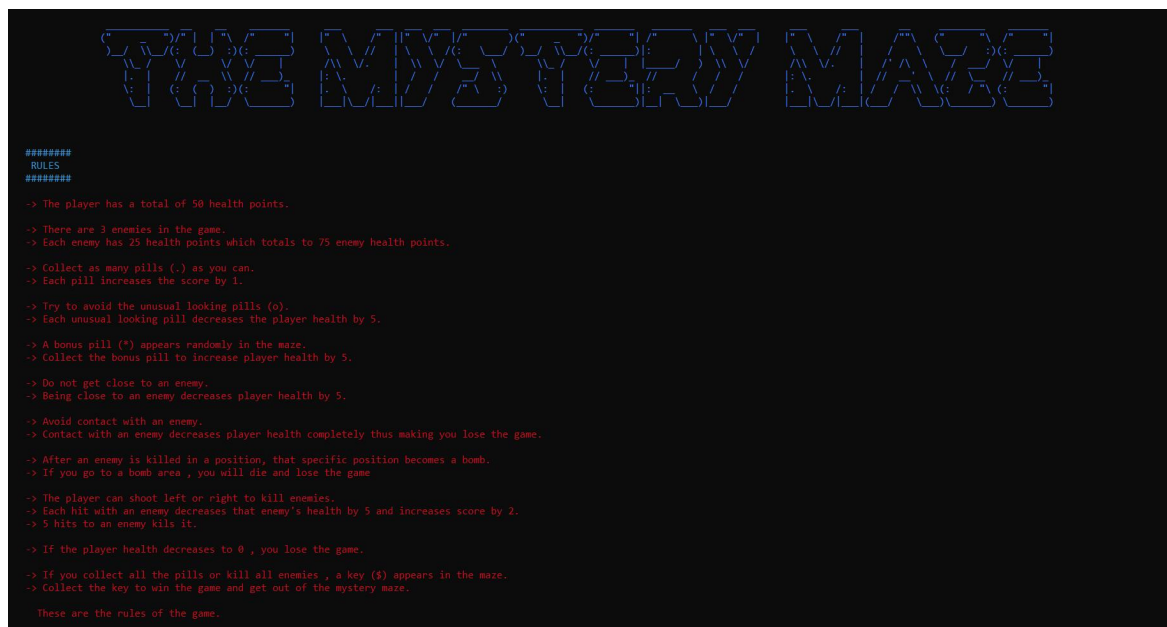 THE MYSTERY MAZE
########
RULES
########
-> The player has a total of 50 health points.
-> There are 3 enemies in the game.
-> Each enemy has 25 health points which totals to 75 enemy health points.
-> Collect as many pills (.) as you can.
-> Each pill increases the score by 1.
-> Try to avoid the unusual looking pills (o).
-> Each unusual looking pill decreases the player health by 5.
-> A bonus pill (*) appears randomly in the maze.
-> Collect the bonus pill to increase player health by 5.
-> Do not get close to an enemy.
-> Being close to an enemy decreases player health by 5.
-> Avoid contact with an enemy.
-> Contact with an enemy decreases player health completely thus making you lose the game.
-> After an enemy is killed in a position, that specific position becomes a bomb.
-> If you go to a bomb area , you will die and lose the game
-> The player can shoot left or right to kill enemies.
-> Each hit with an enemy decreases that enemy's health by 5 and increases score by 2.
-> 5 hits to an enemy kils it.
-> If the player health decreases to 0 , you lose the game.
-> If you collect all the pills or kill all enemies , a key ($) appears in the maze.
-> Collect the key to win the game and get out of the mystery maze.
These are the rules of the game.